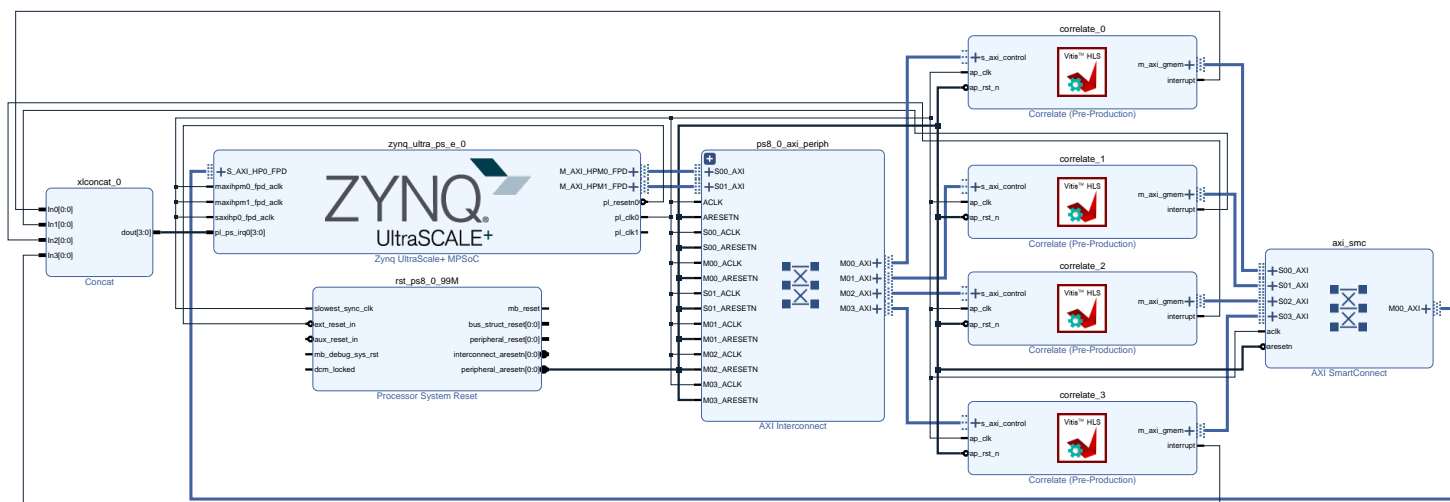 xlconcat_0
In0[0:0]
In1[0:0]
In2[0:0]
In3[0:0]
dout[3:0]
Concat
zynq_ultra_ps_e_0
S_AXI_HP0_FPD
maxihpm0_fpd_aclk
maxihpm1_fpd_aclk
saxihp0_fpd_aclk
pl_ps_irq0[3:0]
ZYNQ
UltraSCALE+
M_AXI_HPM0_FPD
M_AXI_HPM1_FPD
pl_resetn0
pl_clk0
pl_clk1
Zynq UltraScale+ MPSoC
rst_ps8_0_99M
slowest_sync_clk
ext_reset_in
aux_reset_in
mb_debug_sys_rst
dcm_locked
mb_reset
bus_struct_reset[0:0]
peripheral_reset[0:0]
interconnect_aresetn[0:0]
peripheral_aresetn[0:0]
Processor System Reset
ps8_0_axi_periph
S00_AXI
S01_AXI
ACLK
ARESETN
S00_ACLK
S00_ARESETN
M00_ACLK
M00_ARESETN
S01_ACLK
S01_ARESETN
M01_ACLK
M01_ARESETN
M02_ACLK
M02_ARESETN
M03_ACLK
M03_ARESETN
M00_AXI
M01_AXI
M02_AXI
M03_AXI
AXI Interconnect
correlate_0
s_axi_control
ap_clk
ap_rst_n
Vitis™ HLS
m_axi_gmem
interrupt
Correlate (Pre-Production)
correlate_1
s_axi_control
ap_clk
ap_rst_n
Vitis™ HLS
m_axi_gmem
interrupt
Correlate (Pre-Production)
correlate_2
s_axi_control
ap_clk
ap_rst_n
Vitis™ HLS
m_axi_gmem
interrupt
Correlate (Pre-Production)
correlate_3
s_axi_control
ap_clk
ap_rst_n
Vitis™ HLS
m_axi_gmem
interrupt
Correlate (Pre-Production)
axi_smc
S00_AXI
S01_AXI
S02_AXI
S03_AXI
aclk
aresetn
M00_AXI
AXI SmartConnect